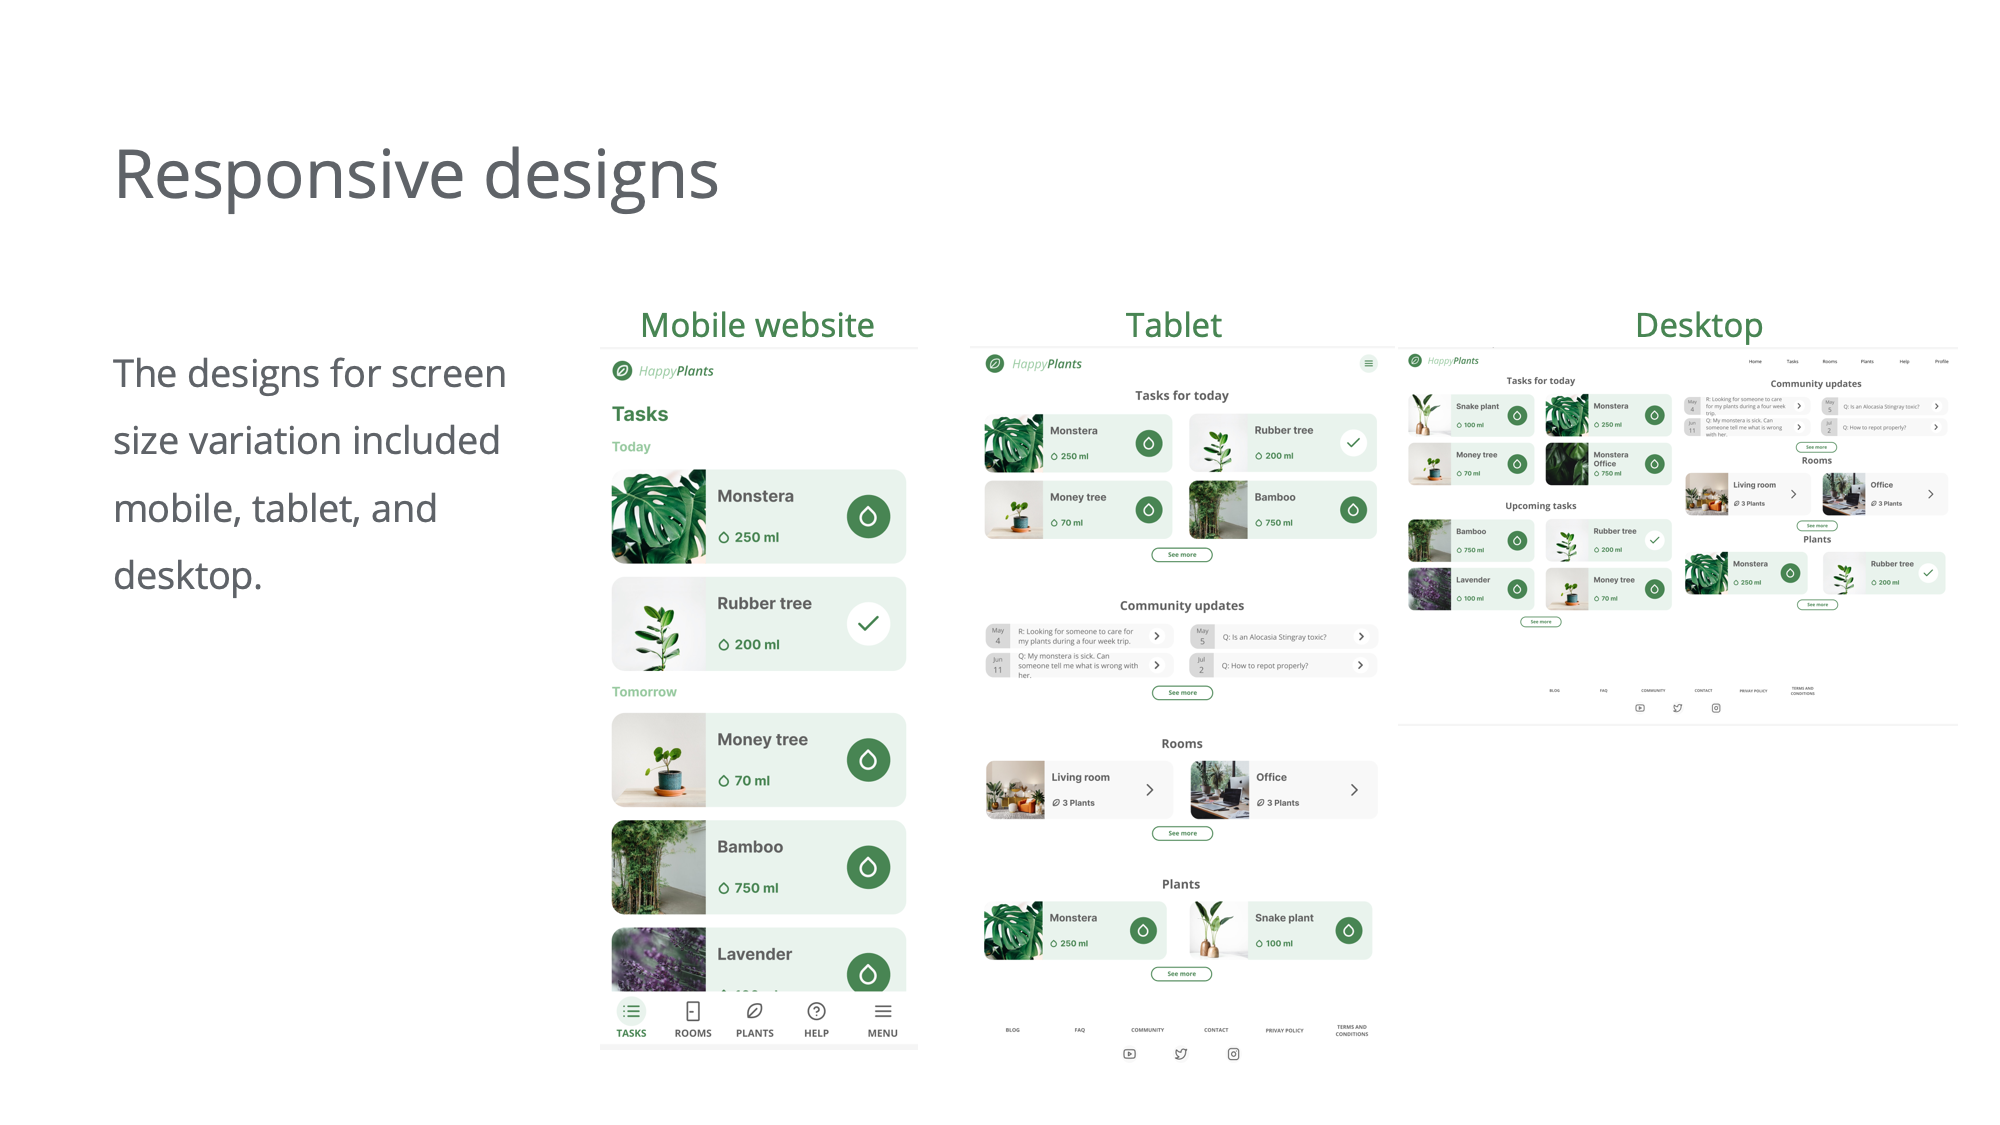 Responsive designs
The designs for screen
size variation included
mobile, tablet, and
desktop.
Mobile website
HappyPlants
Tasks
Today
Monstera
250 ml
Rubber tree
200 ml
Tomorrow
Money tree
70 ml
Bamboo
750 ml
Lavender
TASKS ROOMS PLANTS HELP MENU
Tablet
HappyPlants
Tasks for today
Monstera
250 ml
Rubber tree
200 ml
Money tree
70 ml
Bamboo
750 ml
See more
Community updates
May
4
R: Looking for someone to care for
my plants during a four week trip.
May
5
Q: Is an Alocasia Stingray toxic?
Jun
11
Q: My monstera is sick. Can
someone tell me what is wrong with
her.
Jul
2
Q: How to repot properly?
See more
Rooms
Living room
3 Plants
Office
3 Plants
See more
Plants
Monstera
250 ml
Snake plant
100 ml
See more
BLOG FAQ COMMUNITY CONTACT PRIVAY POLICY TERMS AND
CONDITIONS
Desktop
HappyPlants
Home Tasks Rooms Plants Help Profile
Tasks for today
Snake plant
100 ml
Monstera
250 ml
Money tree
70 ml
Monstera
Office
750 ml
Upcoming tasks
Bamboo
750 ml
Rubber tree
200 ml
Lavender
100 ml
Money tree
70 ml
See more
Community updates
May
4
R: Looking for someone to care
for my plants during a four week
trip.
May
5
Q: Is an Alocasia Stingray toxic?
Jun
11
Q: My monstera is sick. Can
someone tell me what is wrong
with her.
Jul
2
Q: How to repot properly?
See more
Rooms
Living room
3 Plants
Office
3 Plants
See more
Plants
Monstera
250 ml
Rubber tree
200 ml
See more
BLOG FAQ COMMUNITY CONTACT PRIVAY POLICY TERMS AND
CONDITIONS